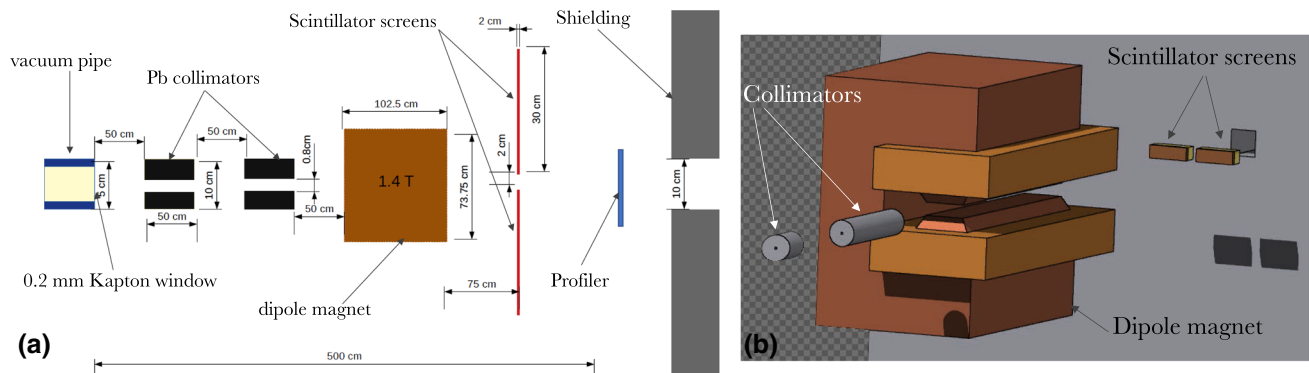 vacuum pipe
Pb collimators
Scintillator screens
2 cm
Shielding
50 cm
50 cm
102.5 cm
30 cm
0.8cm
2 cm
5 cm
10 cm
1.4 T
73.75 cm
10 cm
50 cm
50 cm
0.2 mm Kapton window
dipole magnet
75 cm
Profiler
(a)
500 cm
Collimators
Scintillator screens
Dipole magnet
(b)